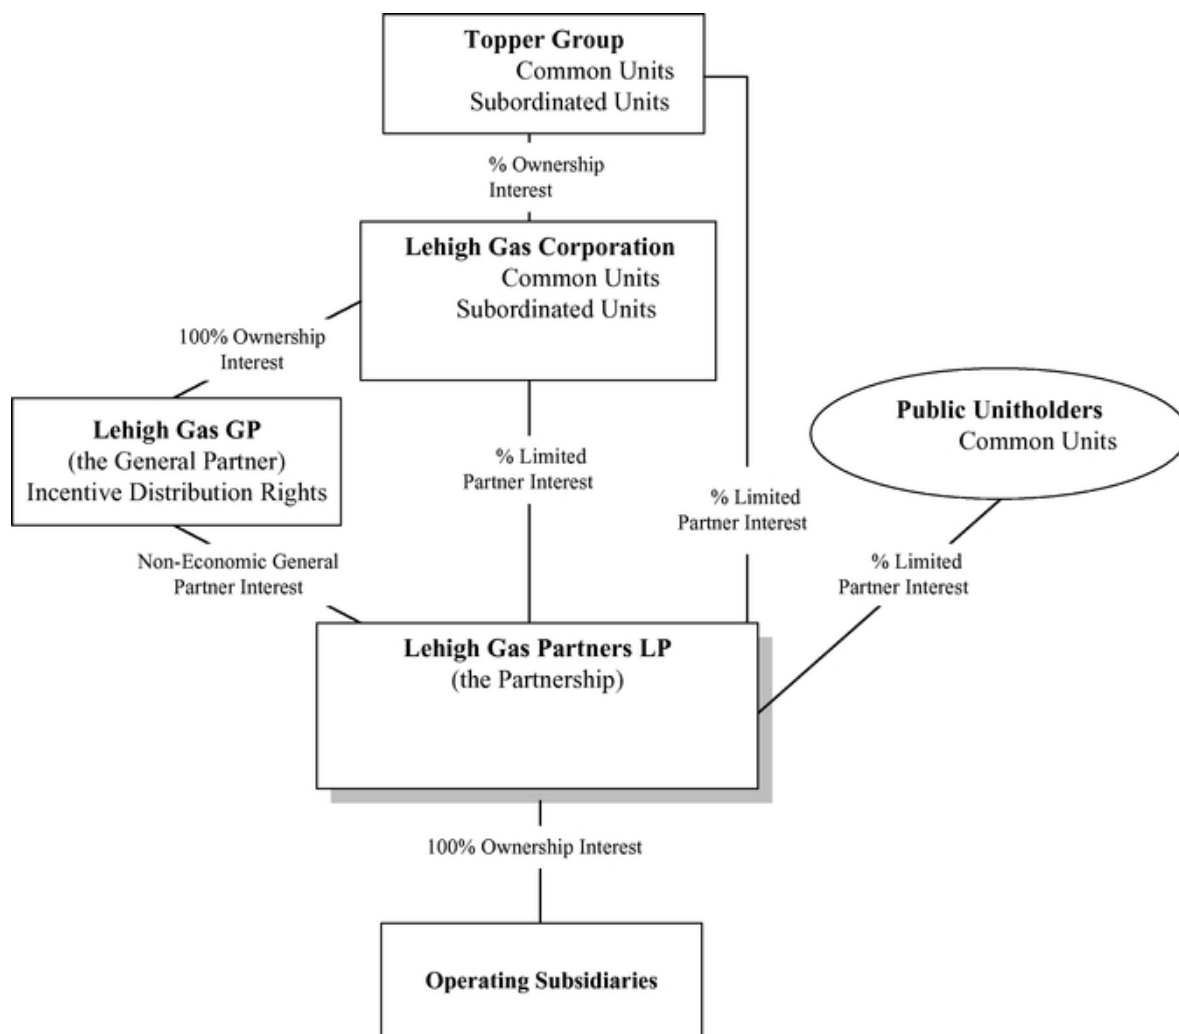 Topper Group
Common Units
Subordinated Units
% Ownership
Interest
Lehigh Gas Corporation
Common Units
Subordinated Units
100% Ownership
Interest
Lehigh Gas GP
(the General Partner)
Incentive Distribution Rights
% Limited
Partner Interest
% Limited
Partner Interest
Public Unitholders
Common Units
Non-Economic General
Partner Interest
% Limited
Partner Interest
Lehigh Gas Partners LP
(the Partnership)
100% Ownership Interest
Operating Subsidiaries